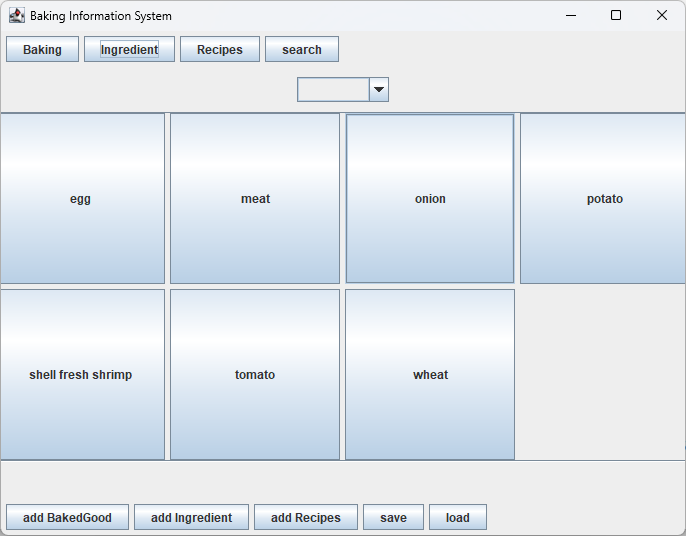 Baking Information System
Baking Ingredient Recipes search
egg meat onion potato
shell fresh shrimp tomato wheat
add BakedGood add Ingredient add Recipes save load